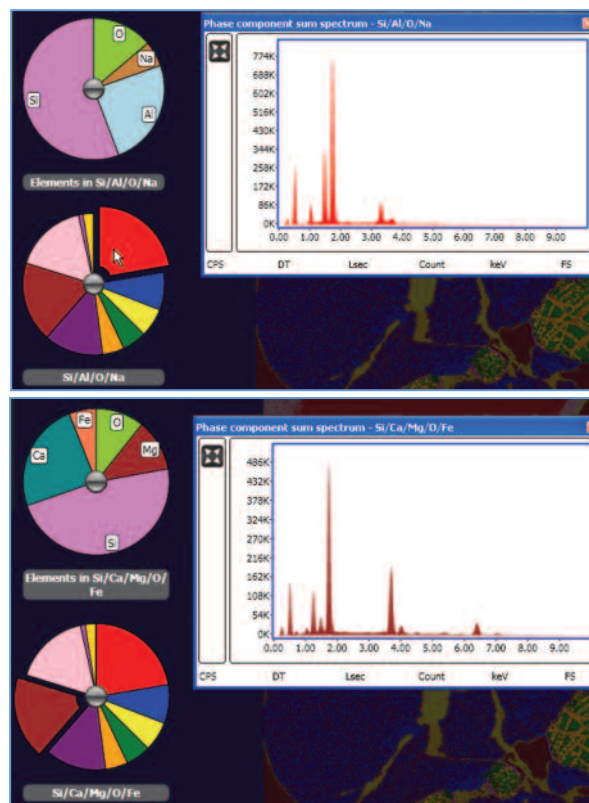 Phase component sum spectrum - Si/Al/O/Na
O
Na
Si
Al
Elements in Si/Al/O/Na
Si/Al/O/Na
774K
688K
602K
516K
430K
344K
258K
172K
86K
0K
0.00 1.00 2.00 3.00 4.00 5.00 6.00 7.00 8.00 9.00
CPS DT Lsec Count keV FS
Phase component sum spectrum - Si/Ca/Mg/O/Fe
Fe
O
Ca
Mg
Si
Elements in Si/Ca/Mg/O/
Fe
Si/Ca/Mg/O/Fe
486K
432K
378K
324K
270K
216K
162K
108K
54K
0K
0.00 1.00 2.00 3.00 4.00 5.00 6.00 7.00 8.00 9.00
CPS DT Lsec Count keV FS